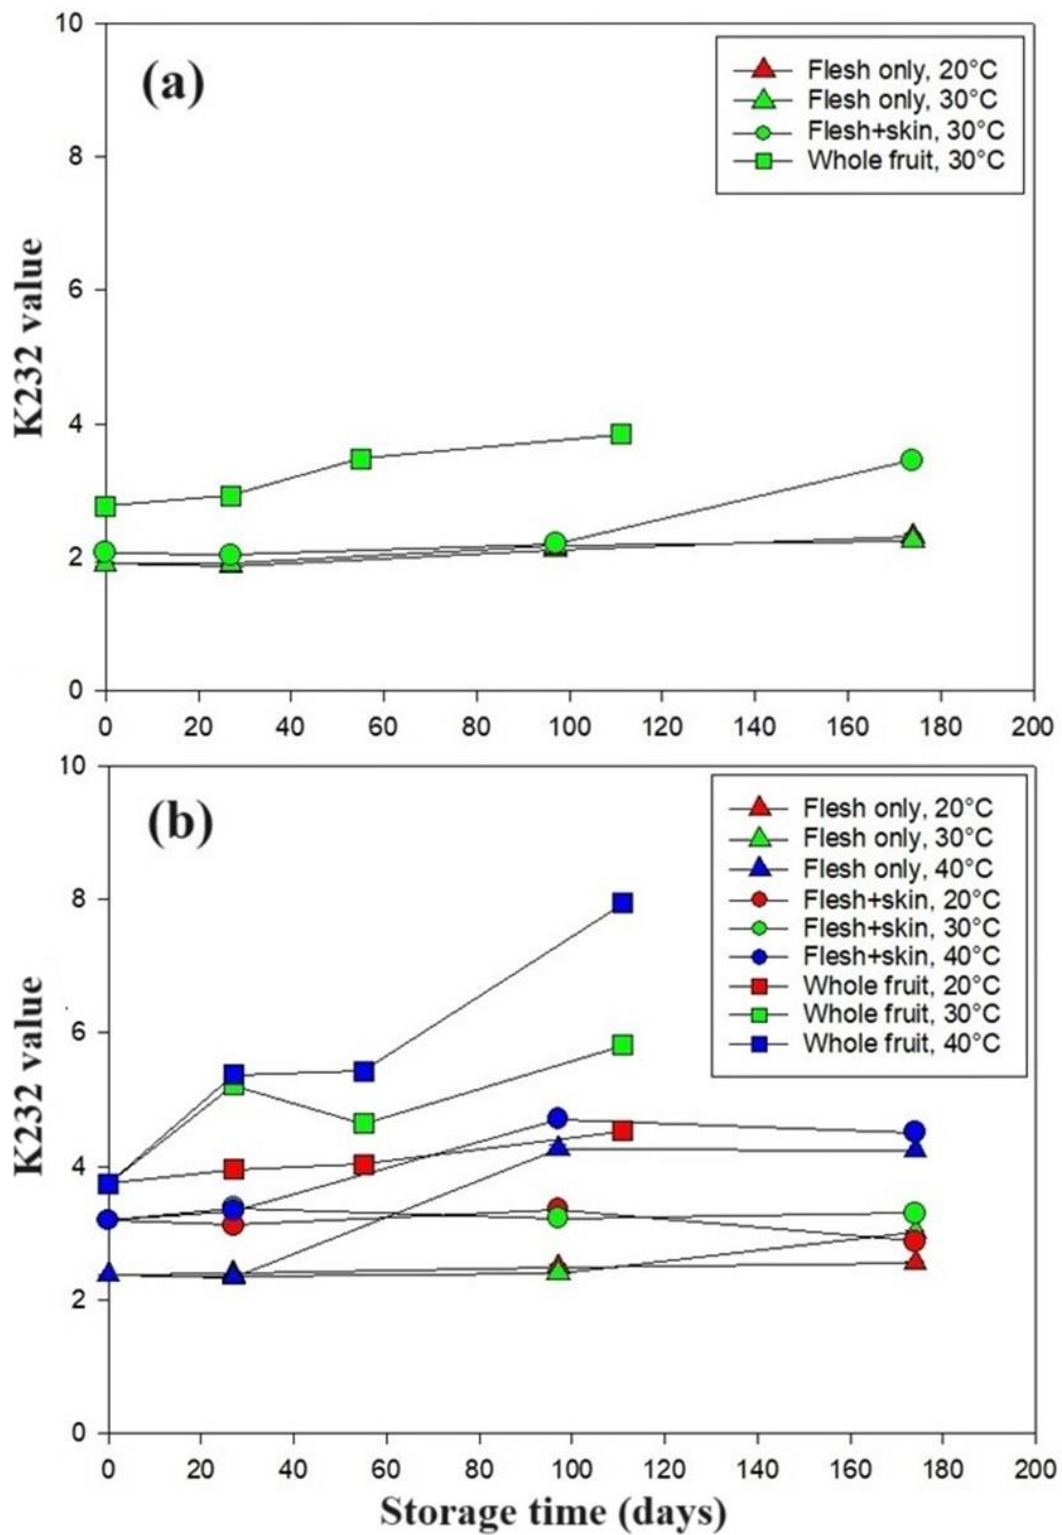 (a)
Flesh only, 20°C
Flesh only, 30°C
Flesh+skin, 30°C
Whole fruit, 30°C
K232 value
10
8
6
4
2
0
0 20 40 60 80 100 120 140 160 180 200
(b)
Flesh only, 20°C
Flesh only, 30°C
Flesh only, 40°C
Flesh+skin, 20°C
Flesh+skin, 30°C
Flesh+skin, 40°C
Whole fruit, 20°C
Whole fruit, 30°C
Whole fruit, 40°C
K232 value
10
8
6
4
2
0
0 20 40 60 80 100 120 140 160 180 200
Storage time (days)